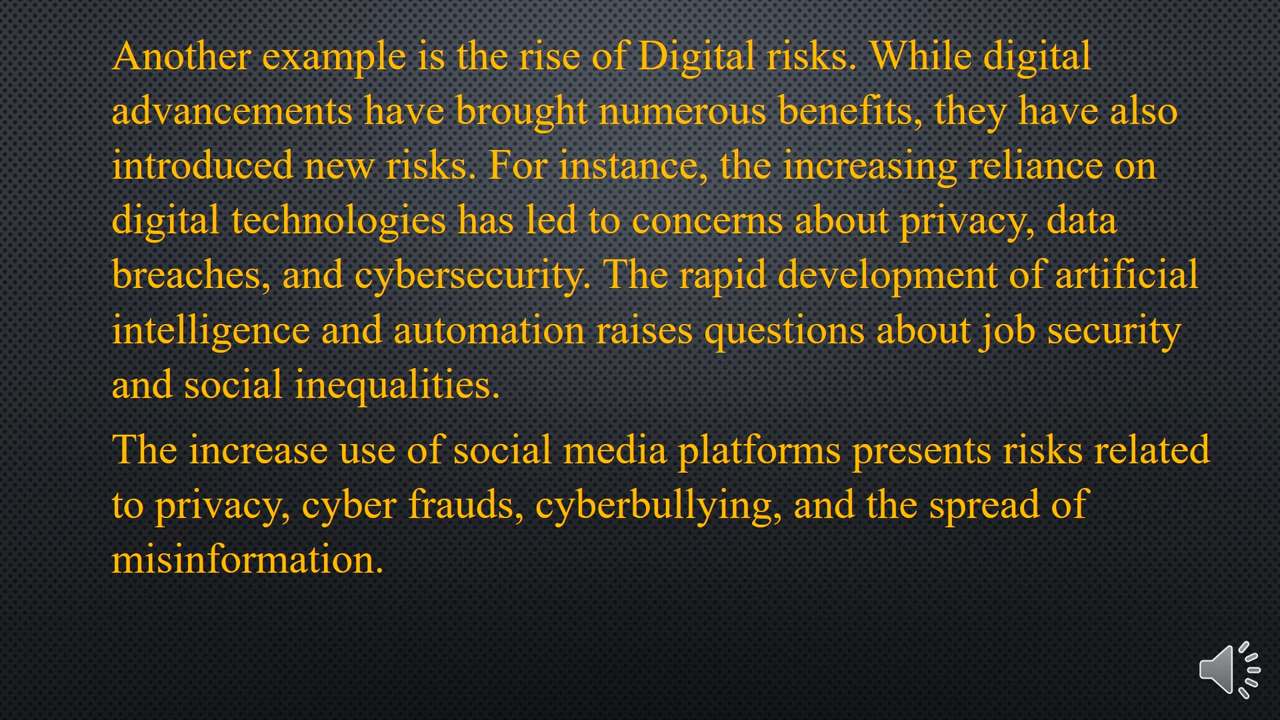 Another example is the rise of Digital risks. While digital
advancements have brought numerous benefits, they have also
introduced new risks. For instance, the increasing reliance on
digital technologies has led to concerns about privacy, data
breaches, and cybersecurity. The rapid development of artificial
intelligence and automation raises questions about job security
and social inequalities.
The increase use of social media platforms presents risks related
to privacy, cyber frauds, cyberbullying, and the spread of
misinformation.